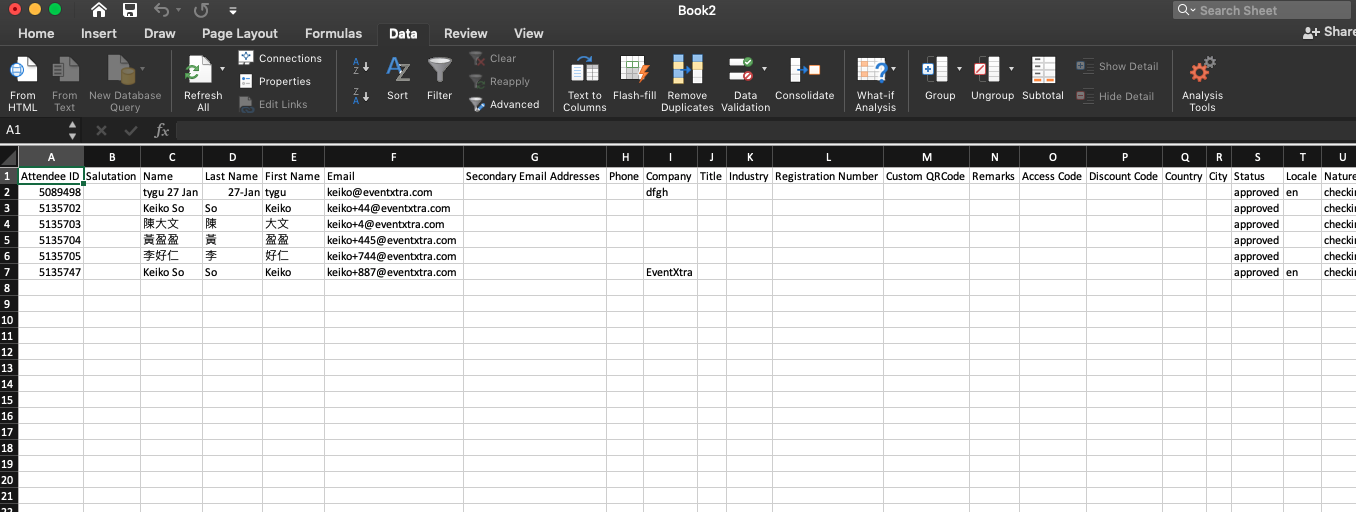 Book2
Search Sheet
Home Insert Draw Page Layout Formulas Data Review View Share
From HTML
From Text
New Database Query
Refresh All
Connections
Properties
Edit Links
Sort
Filter
Clear
Reapply
Advanced
Text to Columns
Flash-fill
Remove Duplicates
Data Validation
Consolidate
What-if Analysis
Group
Ungroup
Subtotal
Show Detail
Hide Detail
Analysis Tools
A1 fx
A B C D E F G H I J K L M N O P Q R S T U
1 Attendee ID Salutation Name Last Name First Name Email Secondary Email Addresses Phone Company Title Industry Registration Number Custom QRCode Remarks Access Code Discount Code Country City Status Locale Nature
2 5089498 tygu 27 Jan 27-Jan tygu keiko@eventxtra.com dfgh approved en checkin
3 5135702 Keiko So So Keiko keiko+44@eventxtra.com approved checkin
4 5135703 陳大文 陳 大文 keiko+4@eventxtra.com approved checkin
5 5135704 黃盈盈 黃 盈盈 keiko+445@eventxtra.com approved checkin
6 5135705 李好仁 李 好仁 keiko+744@eventxtra.com approved checkin
7 5135747 Keiko So So Keiko keiko+887@eventxtra.com EventXtra approved en checkin
8
9
10
11
12
13
14
15
16
17
18
19
20
21
22